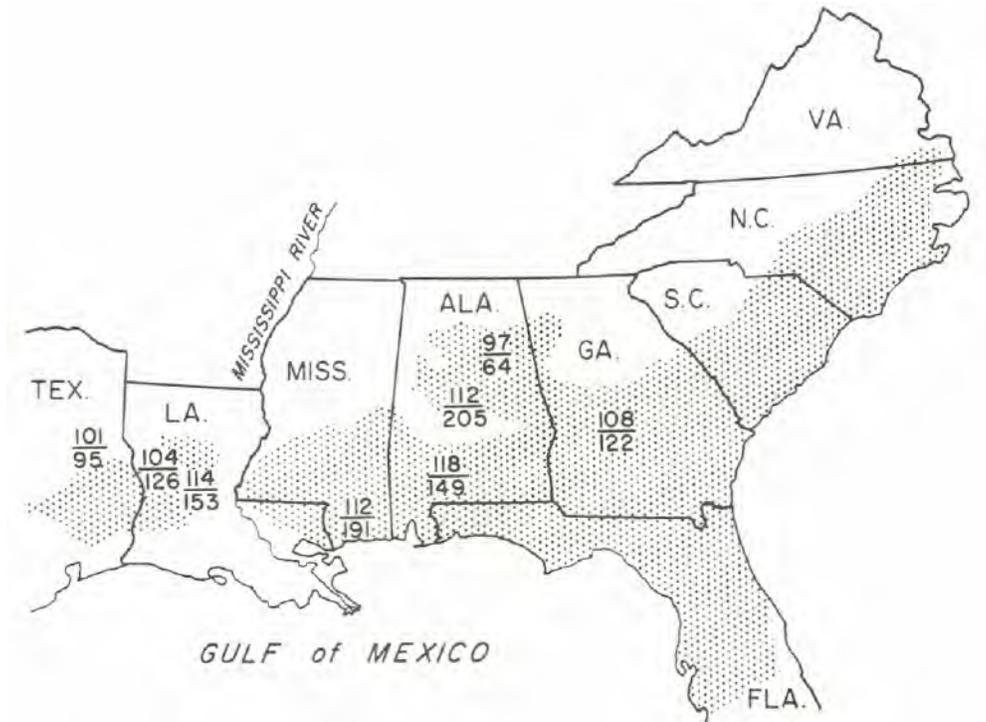 VA.
N.C.
MISSISSIPPI RIVER
S.C.
ALA.
97
64
GA.
MISS.
TEX.
LA.
112
205
108
122
101
95
104
126
114
153
118
149
112
191
GULF of MEXICO
FLA.